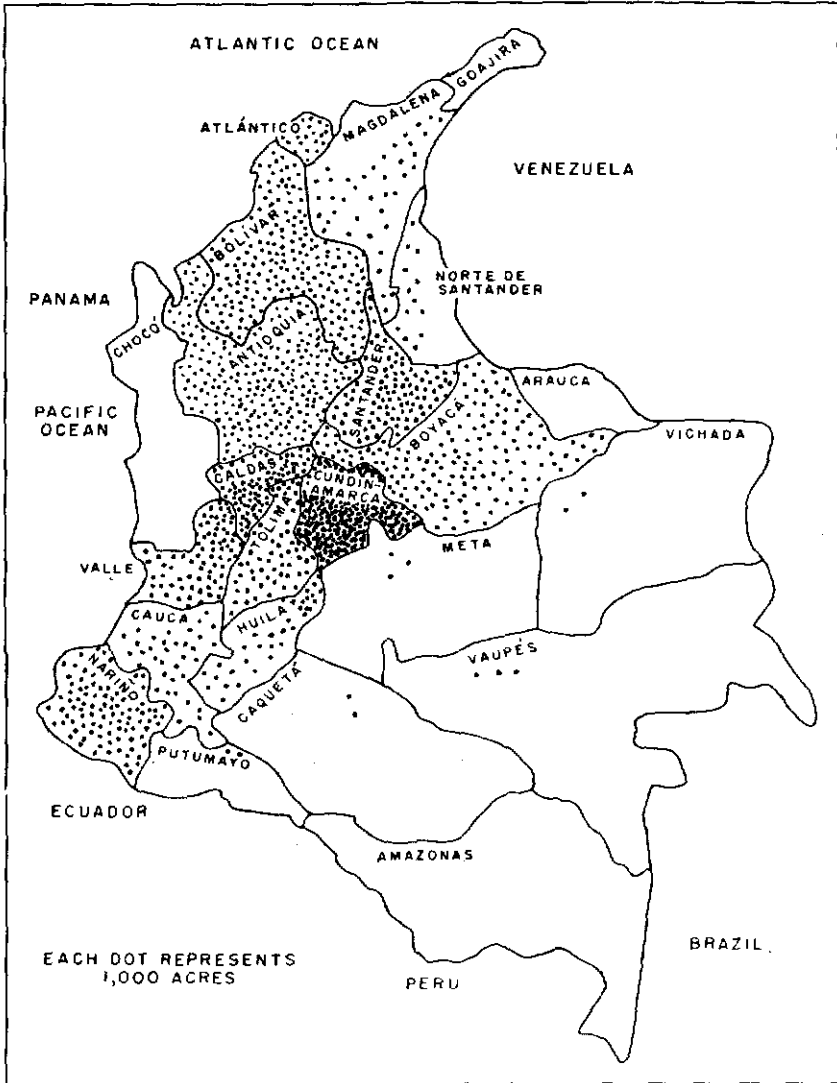 ATLANTIC OCEAN
GOAJIRA
MAGDALENA
ATLÁNTICO
VENEZUELA
BOLÍVAR
NORTE DE
SANTANDER
PANAMA
CHOCÓ
ANTIOQUIA
SANTANDER
ARAUCA
PACIFIC
OCEAN
BOYACÁ
VICHADA
CALDAS
CUNDIN-
AMARCA
TOLIMA
META
VALLE
CAUCA
HUILA
VAUPÉS
NARIÑO
CAQUETÁ
PUTUMAYO
ECUADOR
AMAZONAS
BRAZIL
EACH DOT REPRESENTS
1,000 ACRES
PERU